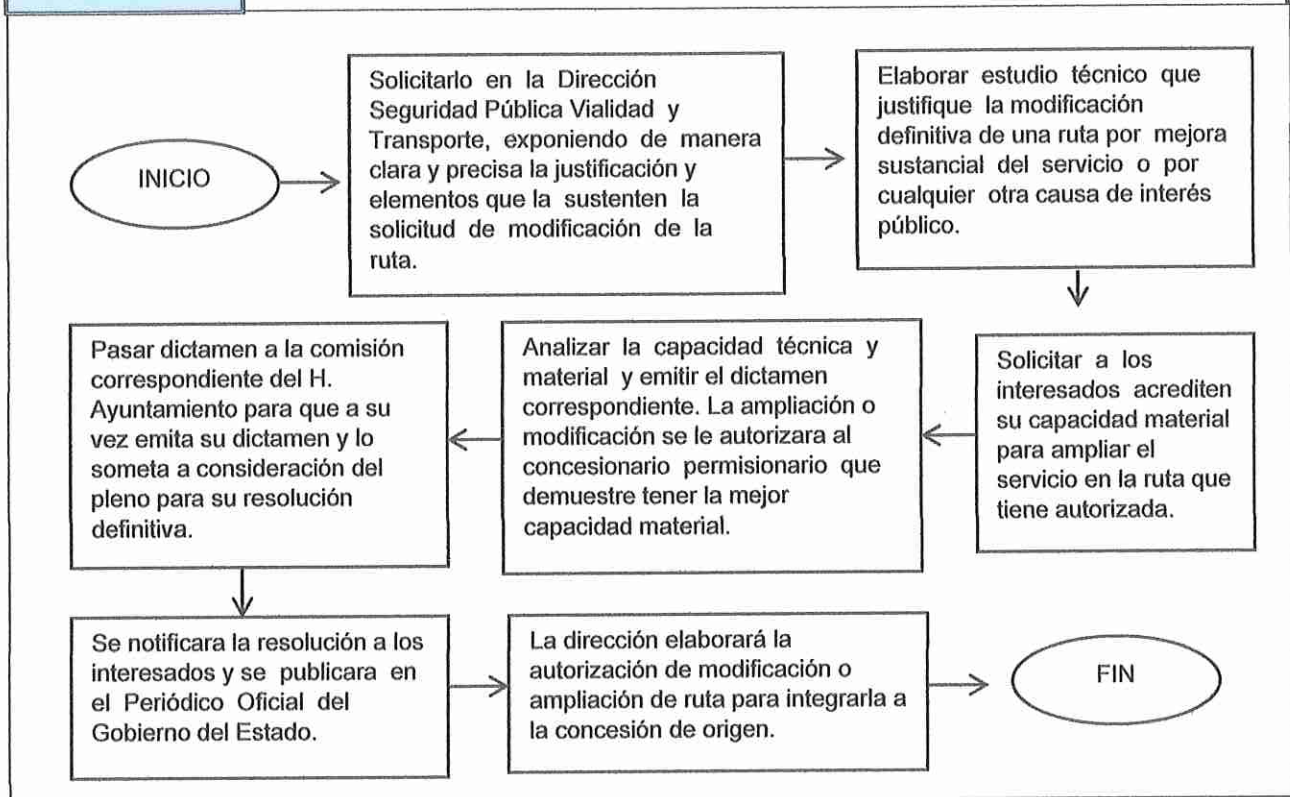 INICIO
Solicitarlo en la Dirección
Seguridad Pública Vialidad y
Transporte, exponiendo de manera
clara y precisa la justificación y
elementos que la sustenten la
solicitud de modificación de la
ruta.
Elaborar estudio técnico que
justifique la modificación
definitiva de una ruta por mejora
sustancial del servicio o por
cualquier otra causa de interés
público.
Solicitar a los
interesados acrediten
su capacidad material
para ampliar el
servicio en la ruta que
tiene autorizada.
Analizar la capacidad técnica y
material y emitir el dictamen
correspondiente. La ampliación o
modificación se le autorizara al
concesionario permisionario que
demuestre tener la mejor
capacidad material.
Pasar dictamen a la comisión
correspondiente del H.
Ayuntamiento para que a su
vez emita su dictamen y lo
someta a consideración del
pleno para su resolución
definitiva.
Se notificara la resolución a los
interesados y se publicara en
el Periódico Oficial del
Gobierno del Estado.
La dirección elaborará la
autorización de modificación o
ampliación de ruta para integrarla a
la concesión de origen.
FIN